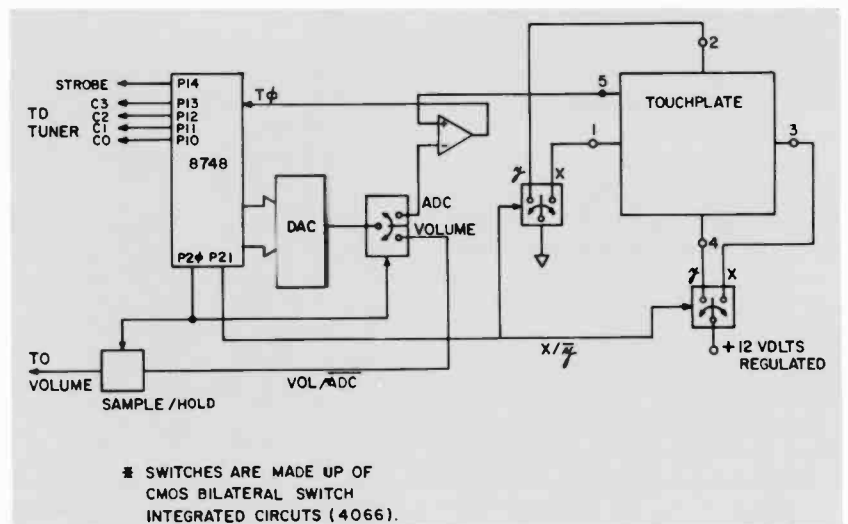 STROBE
P14
C3
P13
TO
C2
P12
TUNER
C1
P11
C0
P10
8748
Tϕ
P2ϕ P21
DAC
ADC
VOLUME
+
-
5
1
2
3
4
TOUCHPLATE
y X
y X
X/y̅
+12 VOLTS
REGULATED
TO
VOLUME
SAMPLE/HOLD
VOL/A̅D̅C̅
* SWITCHES ARE MADE UP OF
CMOS BILATERAL SWITCH
INTEGRATED CIRCUTS (4066).